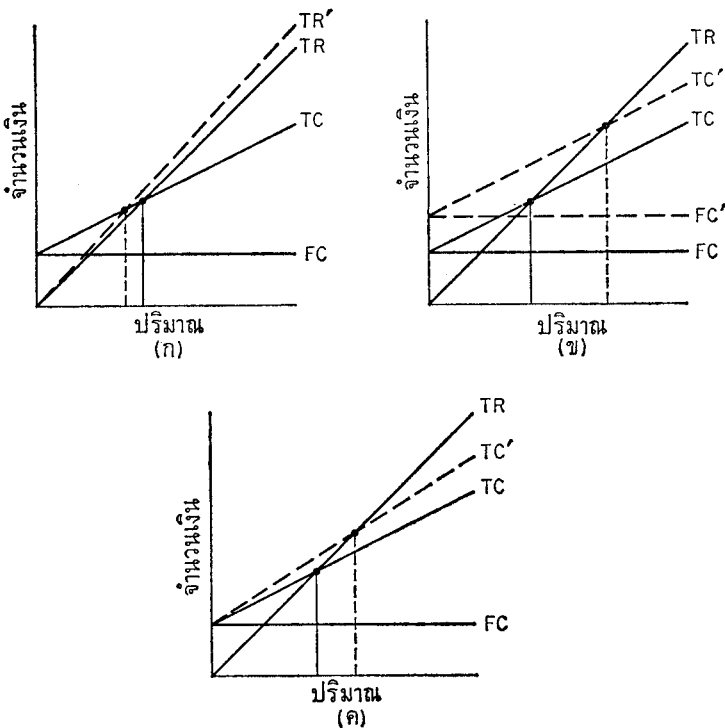 TR′
TR
TC
FC
จำนวนเงิน
ปริมาณ
(ก)
TR
TC′
TC
FC′
FC
จำนวนเงิน
ปริมาณ
(ข)
TR
TC′
TC
FC
จำนวนเงิน
ปริมาณ
(ค)